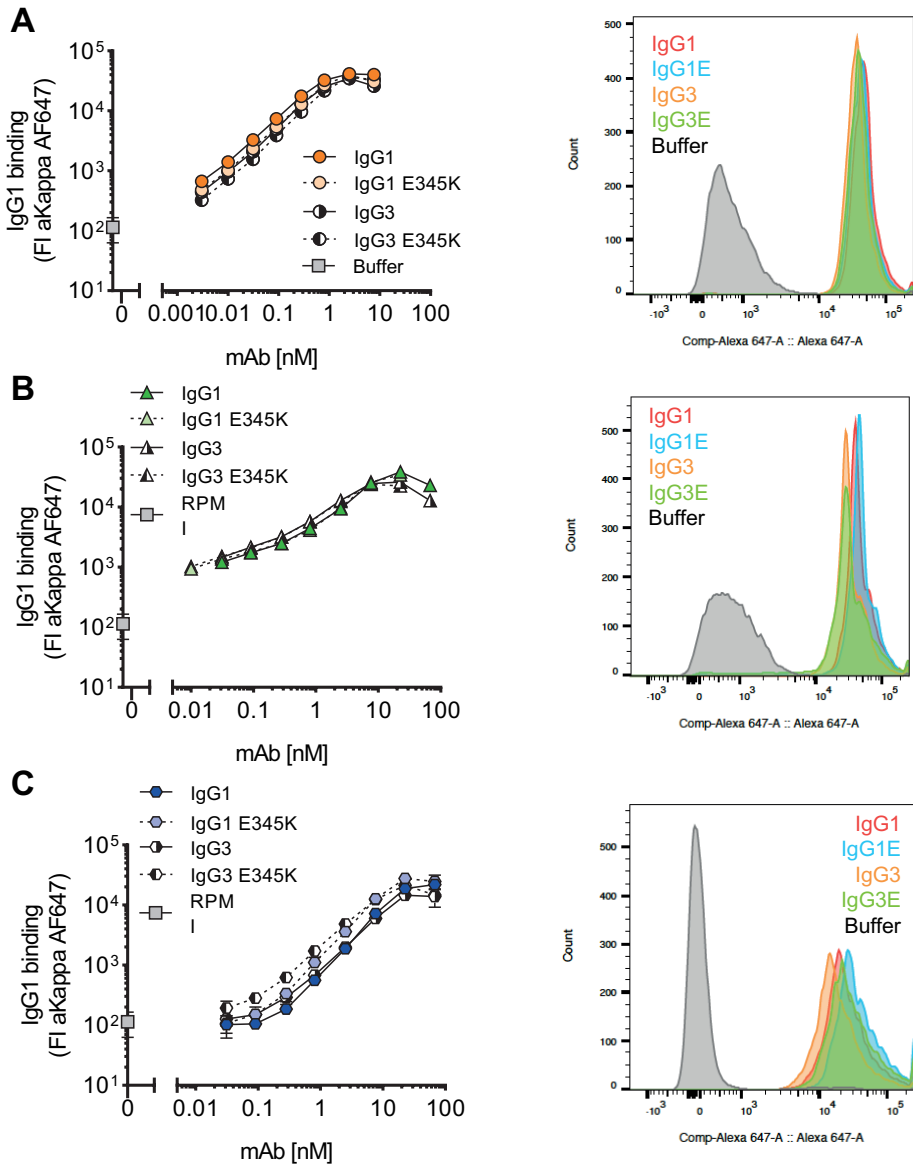 A
IgG1 binding
(FI aKappa AF647)
10⁵
10⁴
10³
10²
10¹
0
0.001
0.01
0.1
1
10
100
mAb [nM]
IgG1
IgG1 E345K
IgG3
IgG3 E345K
Buffer
Count
500
400
300
200
100
0
-10³
0
10³
10⁴
10⁵
Comp-Alexa 647-A :: Alexa 647-A
IgG1
IgG1E
IgG3
IgG3E
Buffer
B
IgG1
IgG1 E345K
IgG3
IgG3 E345K
RPM
I
IgG1 binding
(FI aKappa AF647)
10⁵
10⁴
10³
10²
10¹
0
0.01
0.1
1
10
100
mAb [nM]
Count
500
400
300
200
100
0
-10³
0
10³
10⁴
10⁵
Comp-Alexa 647-A :: Alexa 647-A
IgG1
IgG1E
IgG3
IgG3E
Buffer
C
IgG1
IgG1 E345K
IgG3
IgG3 E345K
RPM
I
IgG1 binding
(FI aKappa AF647)
10⁵
10⁴
10³
10²
10¹
0
0.01
0.1
1
10
100
mAb [nM]
Count
500
400
300
200
100
0
-10³
0
10³
10⁴
10⁵
Comp-Alexa 647-A :: Alexa 647-A
IgG1
IgG1E
IgG3
IgG3E
Buffer